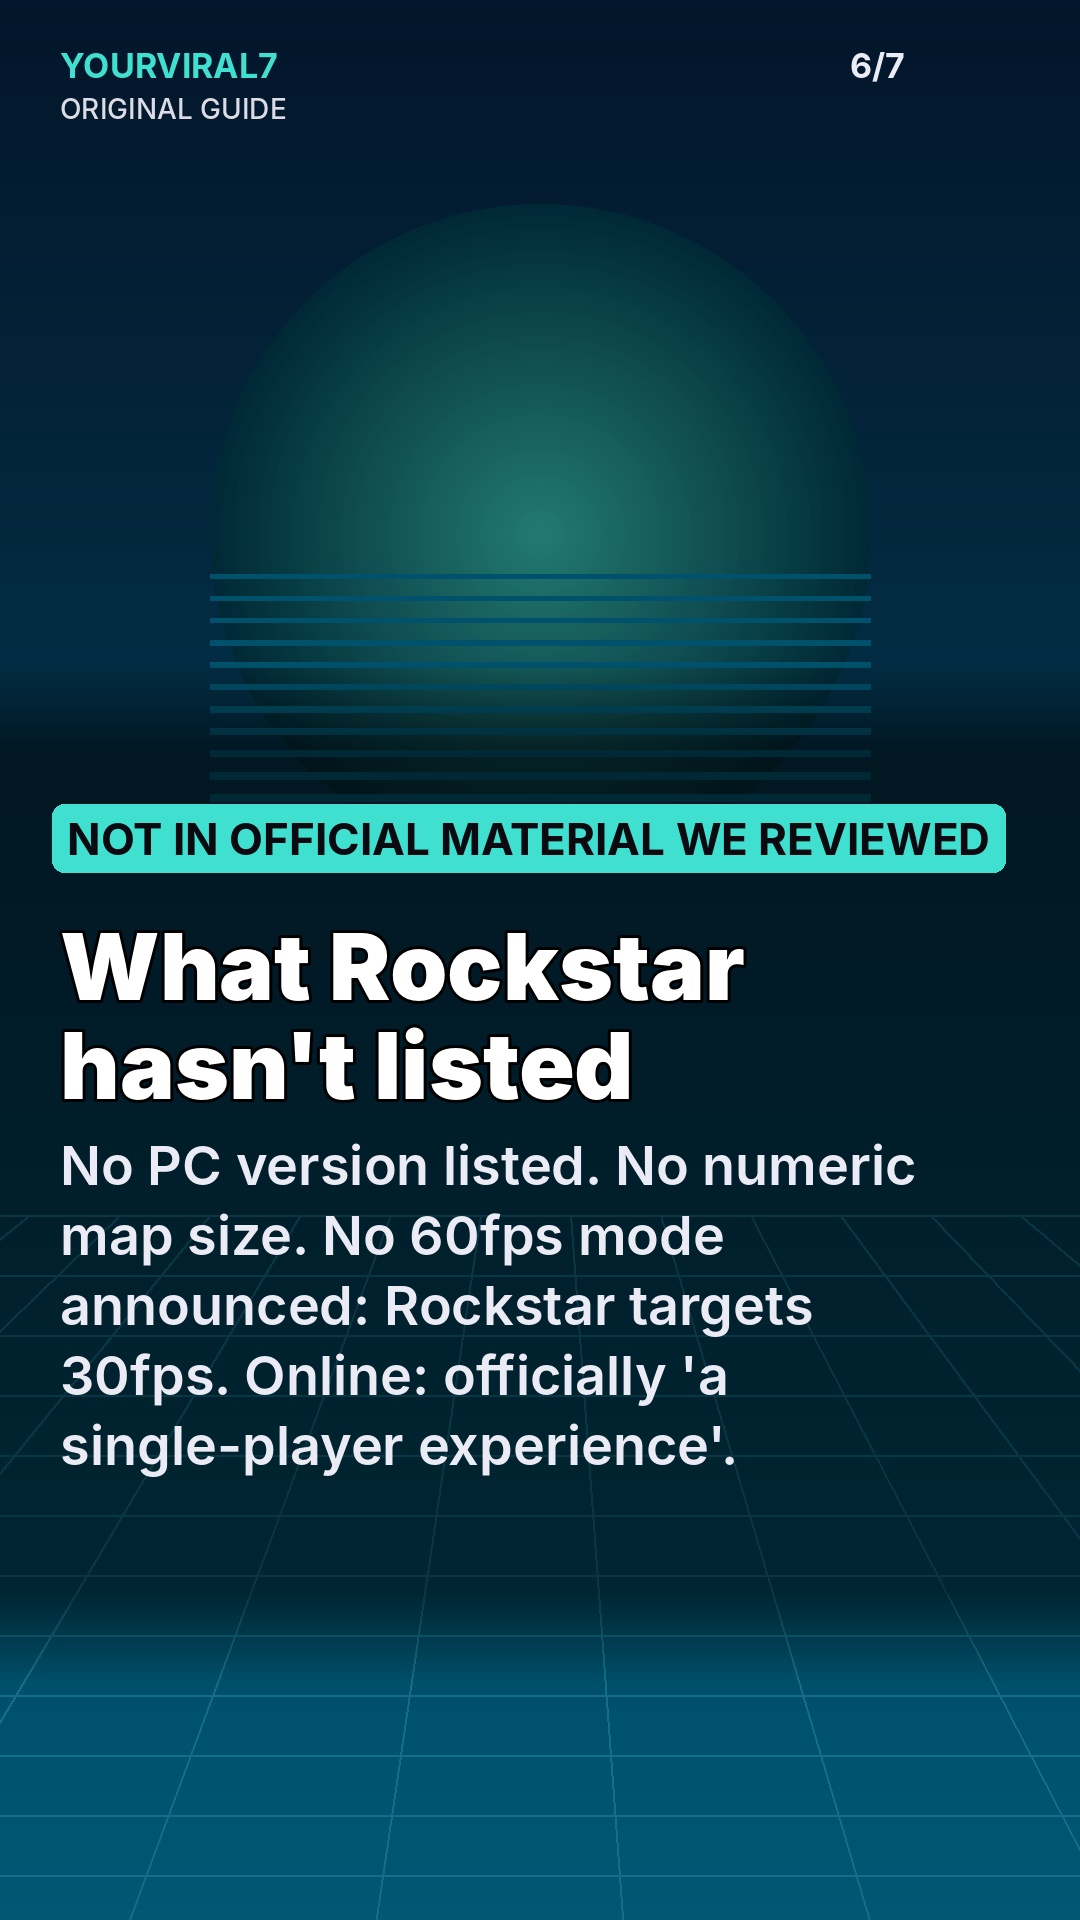 YOURVIRAL7
6/7
ORIGINAL GUIDE
NOT IN OFFICIAL MATERIAL WE REVIEWED
What Rockstar
hasn't listed
No PC version listed. No numeric
map size. No 60fps mode
announced: Rockstar targets
30fps. Online: officially 'a
single-player experience'.